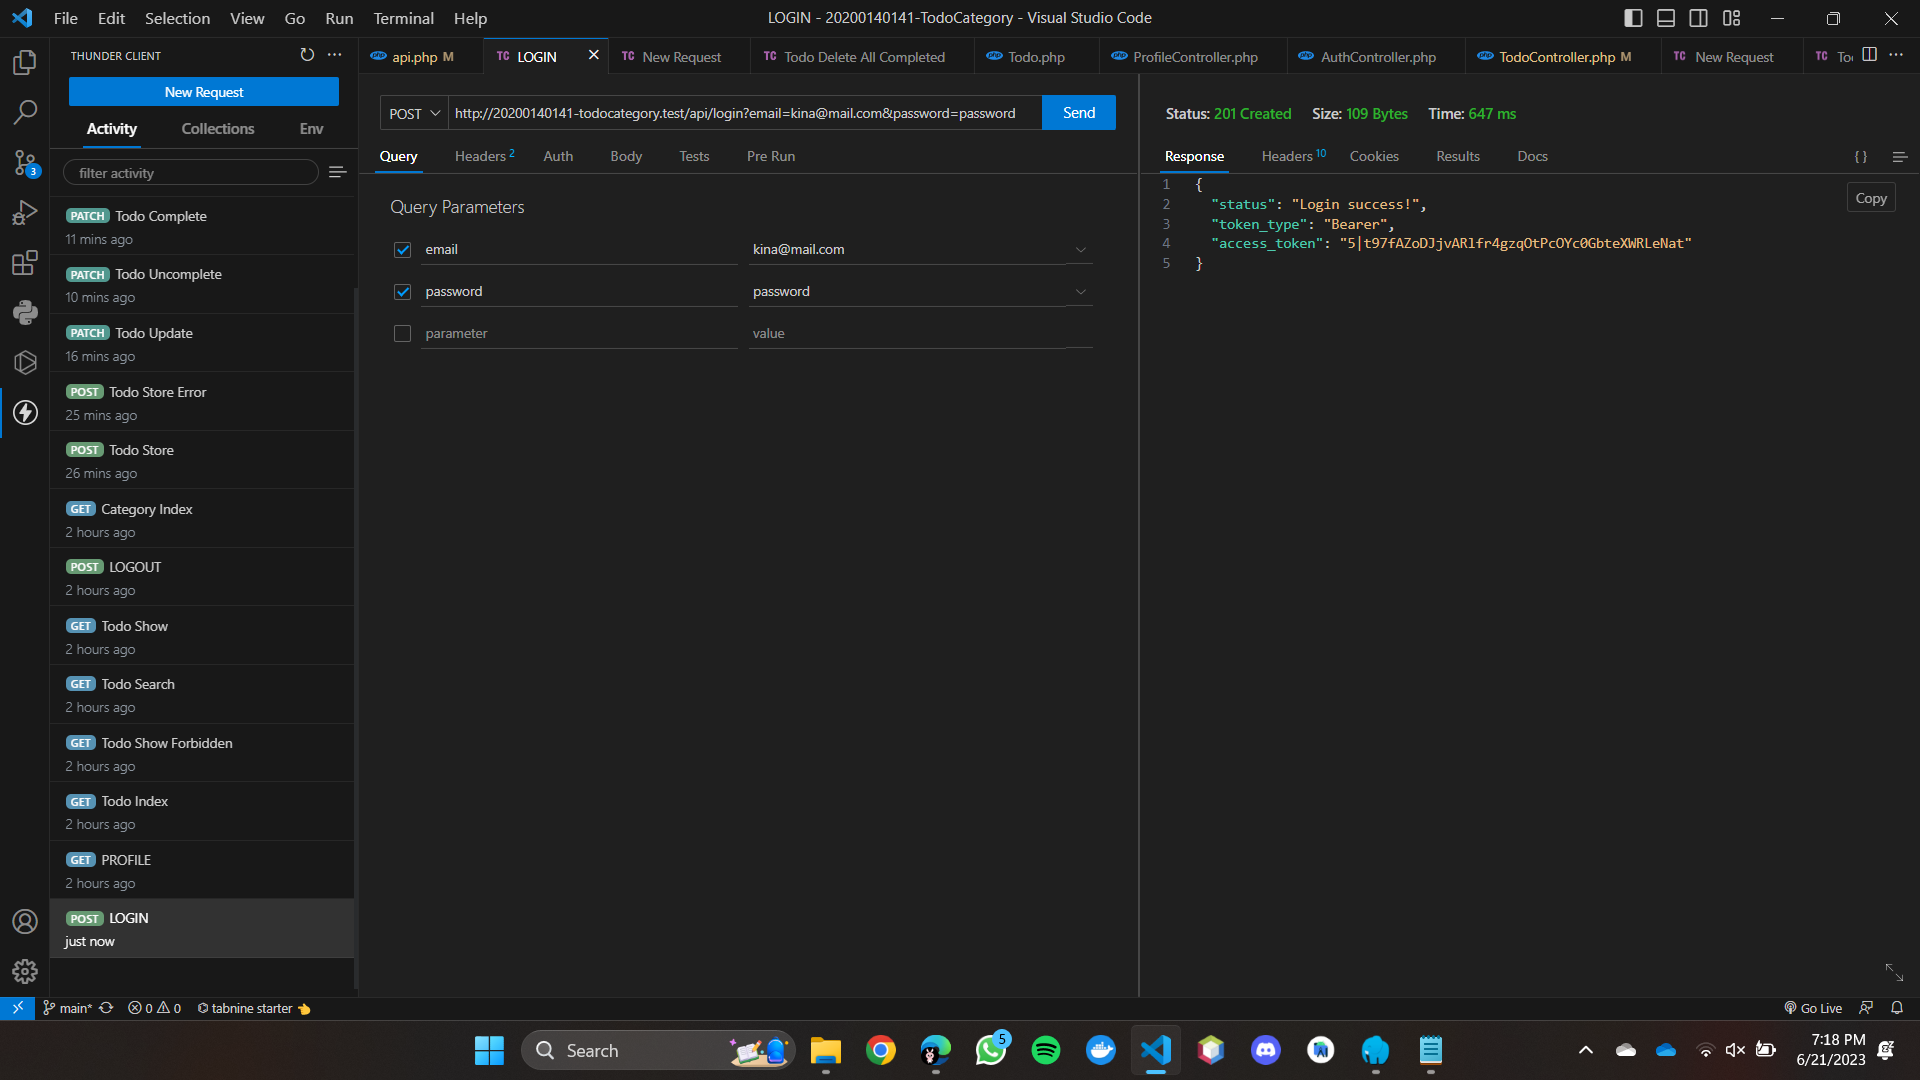 File Edit Selection View Go Run Terminal Help
LOGIN - 20200140141-TodoCategory - Visual Studio Code
THUNDER CLIENT
New Request
Activity Collections Env
filter activity
PATCH Todo Complete
11 mins ago
PATCH Todo Uncomplete
10 mins ago
PATCH Todo Update
16 mins ago
POST Todo Store Error
25 mins ago
POST Todo Store
26 mins ago
GET Category Index
2 hours ago
POST LOGOUT
2 hours ago
GET Todo Show
2 hours ago
GET Todo Search
2 hours ago
GET Todo Show Forbidden
2 hours ago
GET Todo Index
2 hours ago
GET PROFILE
2 hours ago
POST LOGIN
just now
3
php api.php M TC LOGIN TC New Request TC Todo Delete All Completed php Todo.php php ProfileController.php php AuthController.php php TodoController.php M TC New Request TC To
POST http://20200140141-todocategory.test/api/login?email=kina@mail.com&password=password Send
Query Headers 2 Auth Body Tests Pre Run
Query Parameters
email kina@mail.com
password password
parameter value
Status: 201 Created Size: 109 Bytes Time: 647 ms
Response Headers 10 Cookies Results Docs { }
Copy
1 {
2 "status": "Login success!",
3 "token_type": "Bearer",
4 "access_token": "5|t97fAZoDJjvARlfr4gzqOtPcOYc0GbteXWRLeNat"
5 }
main* 0 0 tabnine starter Go Live
Search
5
7:18 PM
6/21/2023